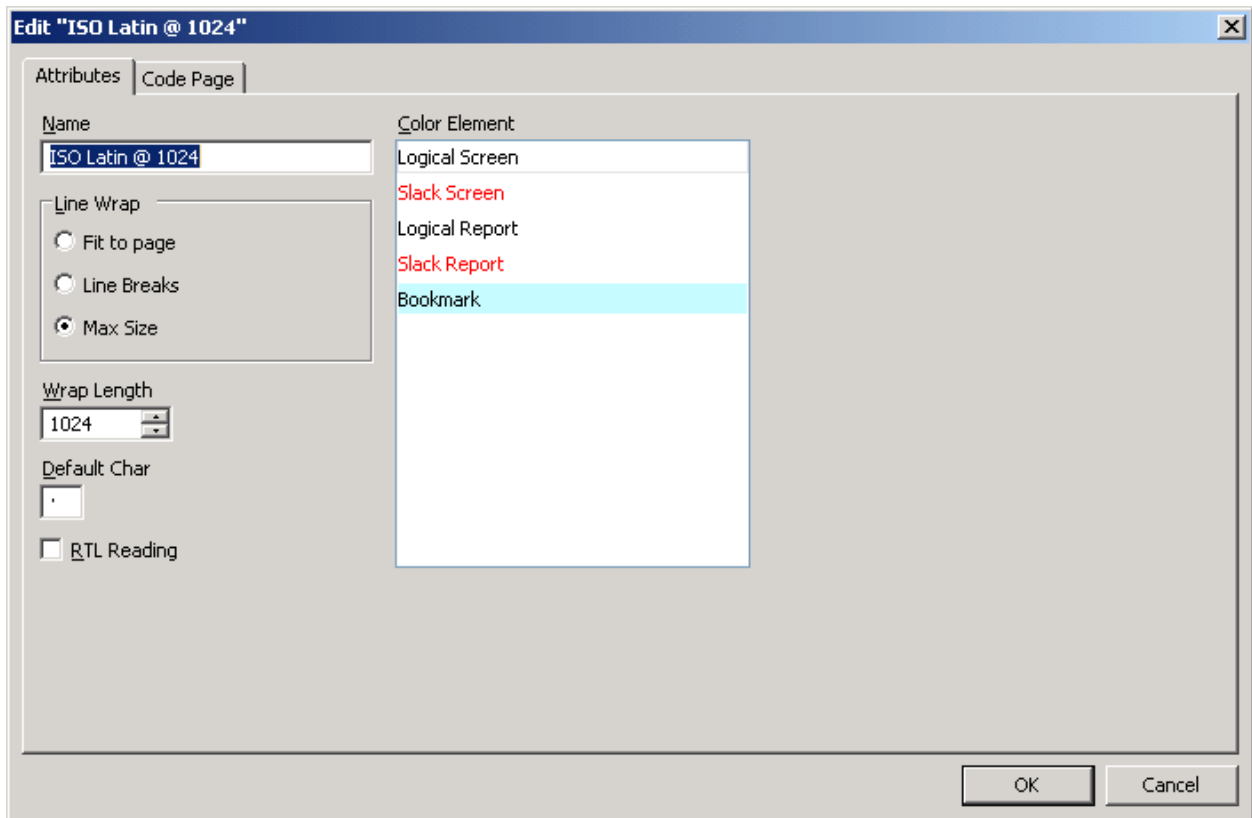 Edit "ISO Latin @ 1024"
Attributes
Code Page
Name
ISO Latin @ 1024
Line Wrap
Fit to page
Line Breaks
Max Size
Wrap Length
1024
Default Char
·
RTL Reading
Color Element
Logical Screen
Slack Screen
Logical Report
Slack Report
Bookmark
OK
Cancel